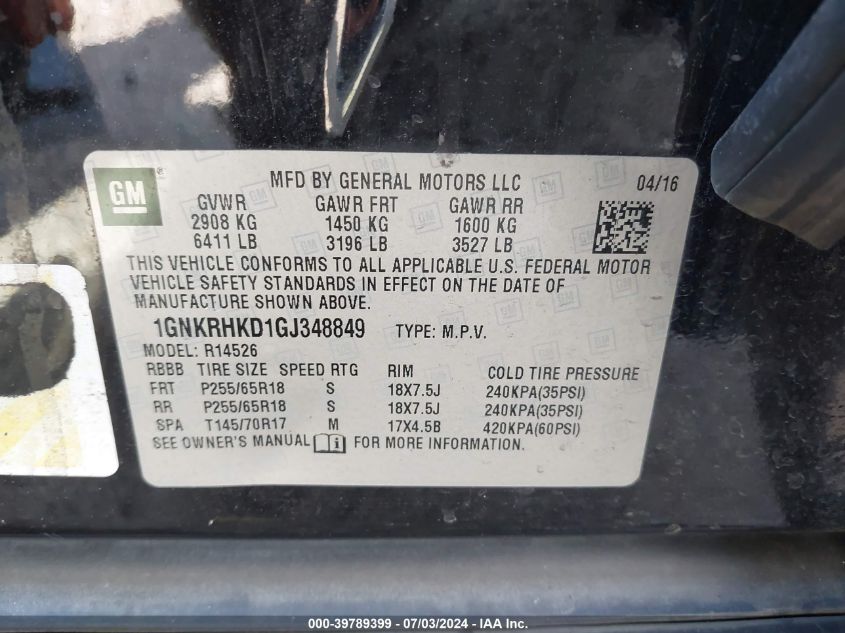 GM
MFD BY GENERAL MOTORS LLC 04/16
GVWR GAWR FRT GAWR RR
2908 KG 1450 KG 1600 KG
6411 LB 3196 LB 3527 LB
THIS VEHICLE CONFORMS TO ALL APPLICABLE U.S. FEDERAL MOTOR
VEHICLE SAFETY STANDARDS IN EFFECT ON THE DATE OF
MANUFACTURE SHOWN ABOVE.
1GNKRHKD1GJ348849 TYPE: M.P.V.
MODEL: R14526
RBBB TIRE SIZE SPEED RTG RIM COLD TIRE PRESSURE
FRT P255/65R18 S 18X7.5J 240KPA(35PSI)
RR P255/65R18 S 18X7.5J 240KPA(35PSI)
SPA T145/70R17 M 17X4.5B 420KPA(60PSI)
SEE OWNER'S MANUAL FOR MORE INFORMATION.
000-39789399 - 07/03/2024 - IAA Inc.